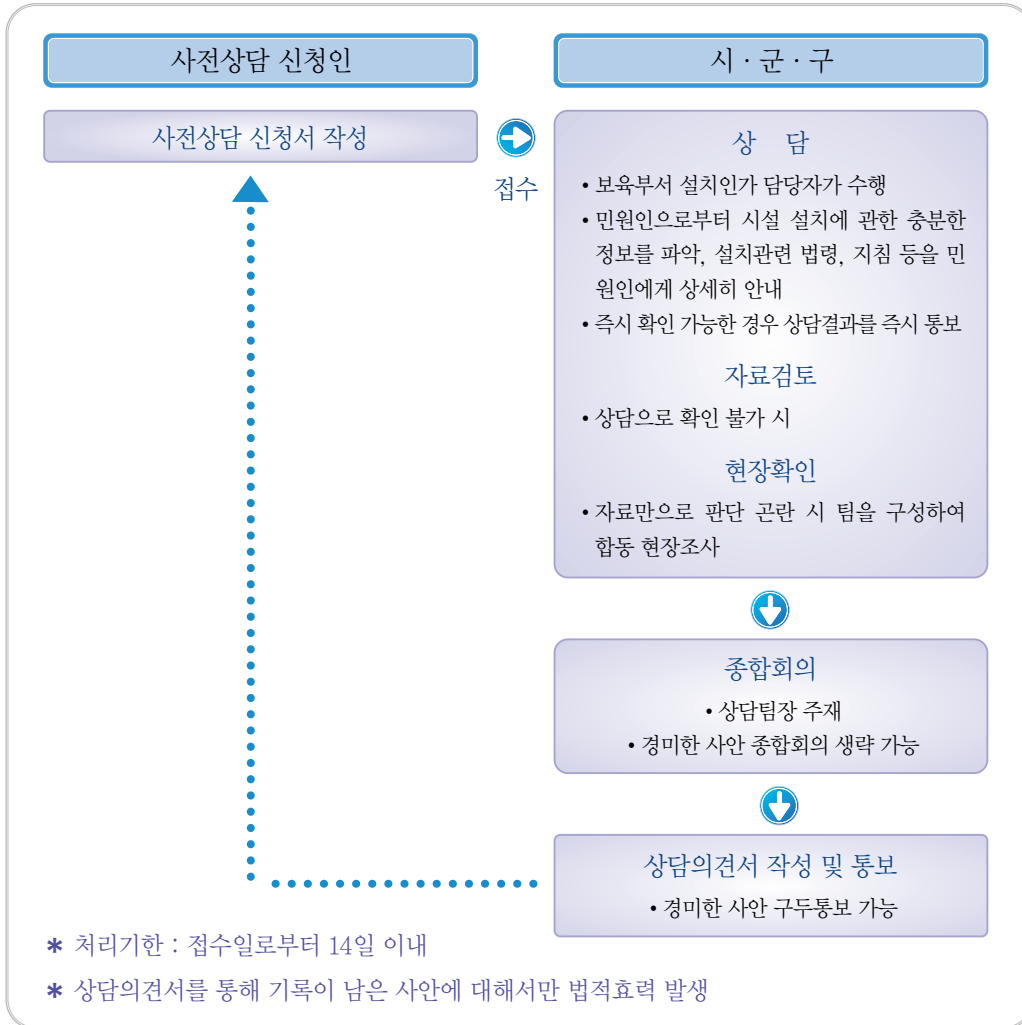 사전상담 신청인
시·군·구
사전상담 신청서 작성
접수
상 담
• 보육부서 설치인가 담당자가 수행
• 민원인으로부터 시설 설치에 관한 충분한
정보를 파악, 설치관련 법령, 지침 등을 민
원인에게 상세히 안내
• 즉시 확인 가능한 경우 상담결과를 즉시 통보
자료검토
• 상담으로 확인 불가 시
현장확인
• 자료만으로 판단 곤란 시 팀을 구성하여
합동 현장조사
종합회의
• 상담팀장 주재
• 경미한 사안 종합회의 생략 가능
상담의견서 작성 및 통보
• 경미한 사안 구두통보 가능
* 처리기한 : 접수일로부터 14일 이내
* 상담의견서를 통해 기록이 남은 사안에 대해서만 법적효력 발생